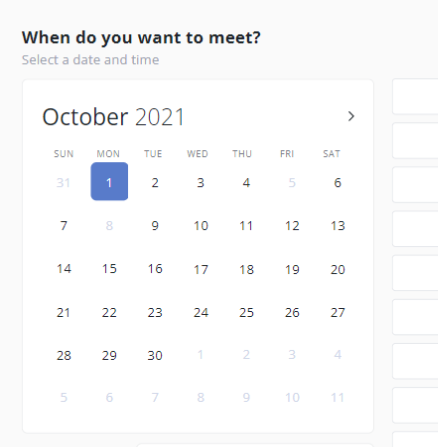 When do you want to meet?
Select a date and time
October 2021 >
SUN MON TUE WED THU FRI SAT
31 1 2 3 4 5 6
7 8 9 10 11 12 13
14 15 16 17 18 19 20
21 22 23 24 25 26 27
28 29 30 1 2 3 4
5 6 7 8 9 10 11